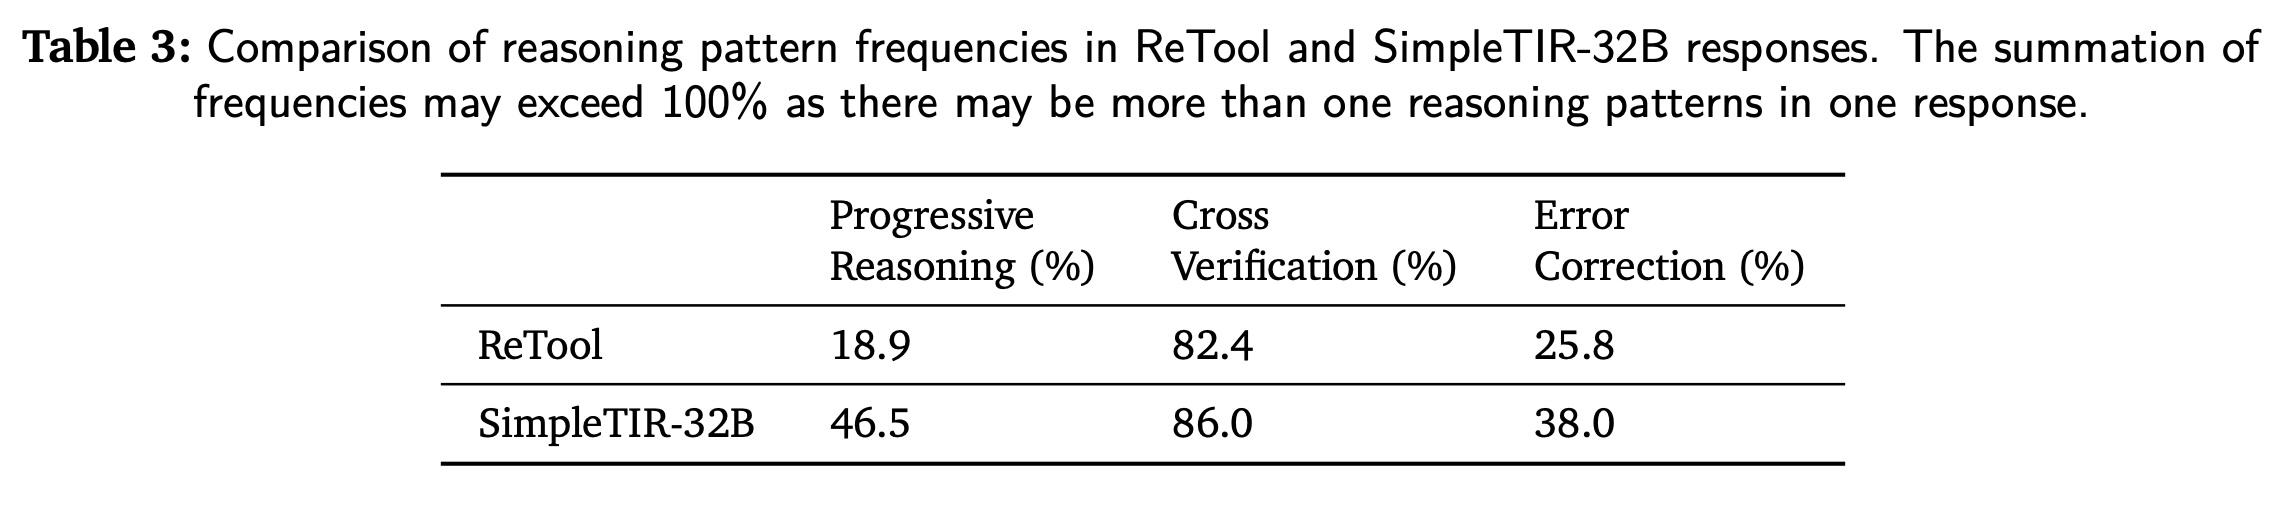 Table 3: Comparison of reasoning pattern frequencies in ReTool and SimpleTIR-32B responses. The summation of
frequencies may exceed 100% as there may be more than one reasoning patterns in one response.
Progressive Cross Error
Reasoning (%) Verification (%) Correction (%)
ReTool 18.9 82.4 25.8
SimpleTIR-32B 46.5 86.0 38.0